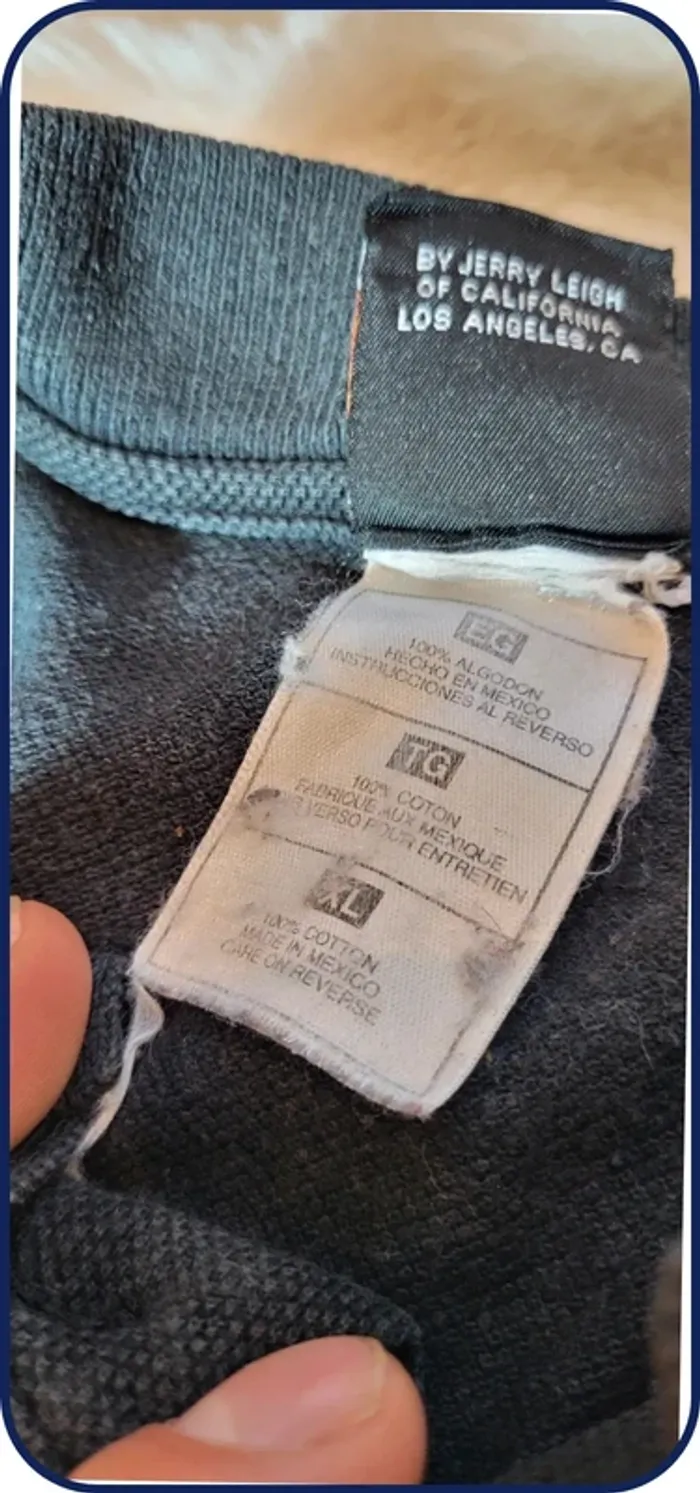 BY JERRY LEIGH
OF CALIFORNIA
LOS ANGELES, CA
EG
100% ALGODON
HECHO EN MEXICO
INSTRUCCIONES AL REVERSO
TG
100% COTON
FABRIQUE AUX MEXIQUE
VERSO POUR ENTRETIEN
XL
100% COTTON
MADE IN MEXICO
CARE ON REVERSE